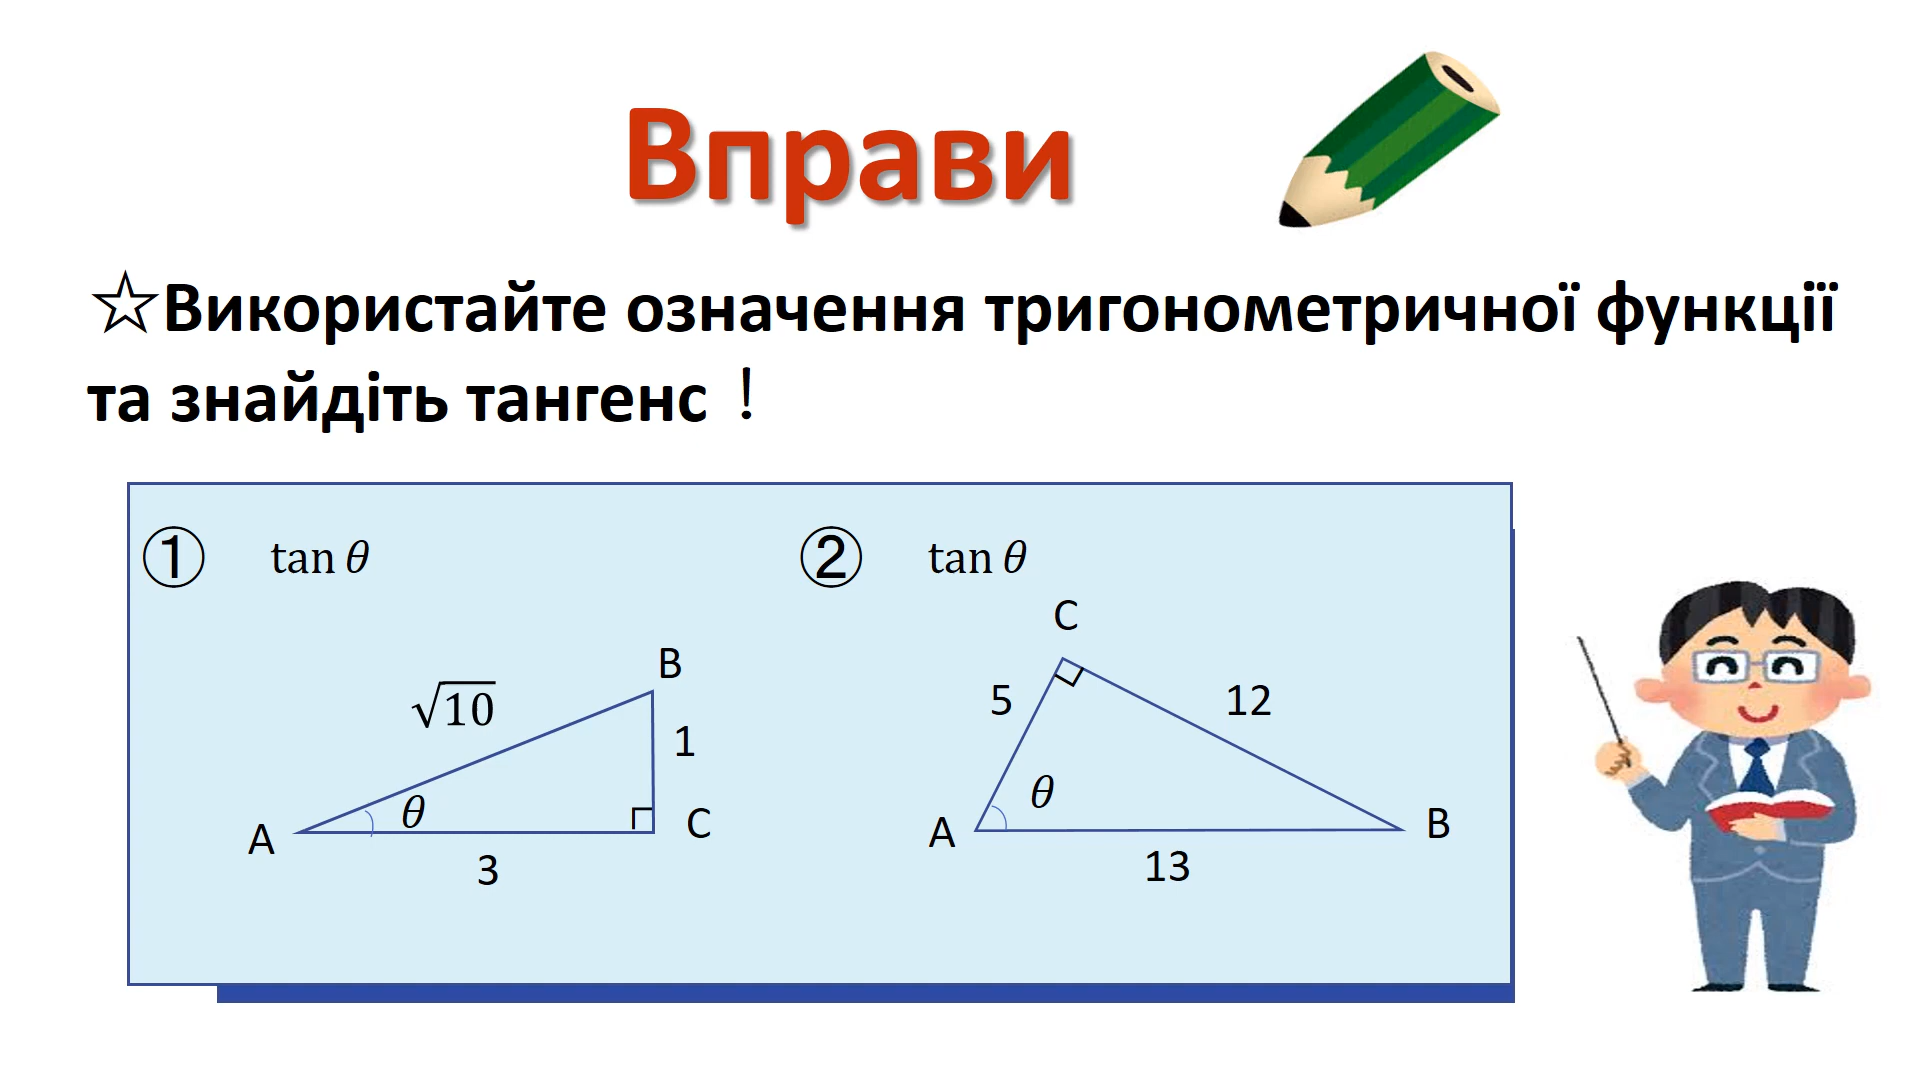 Вправи
☆Використайте означення тригонометричної функції
та знайдіть тангенс！
① tan θ
② tan θ
C
B
√10
5
12
1
θ
θ
A
C
A
B
3
13